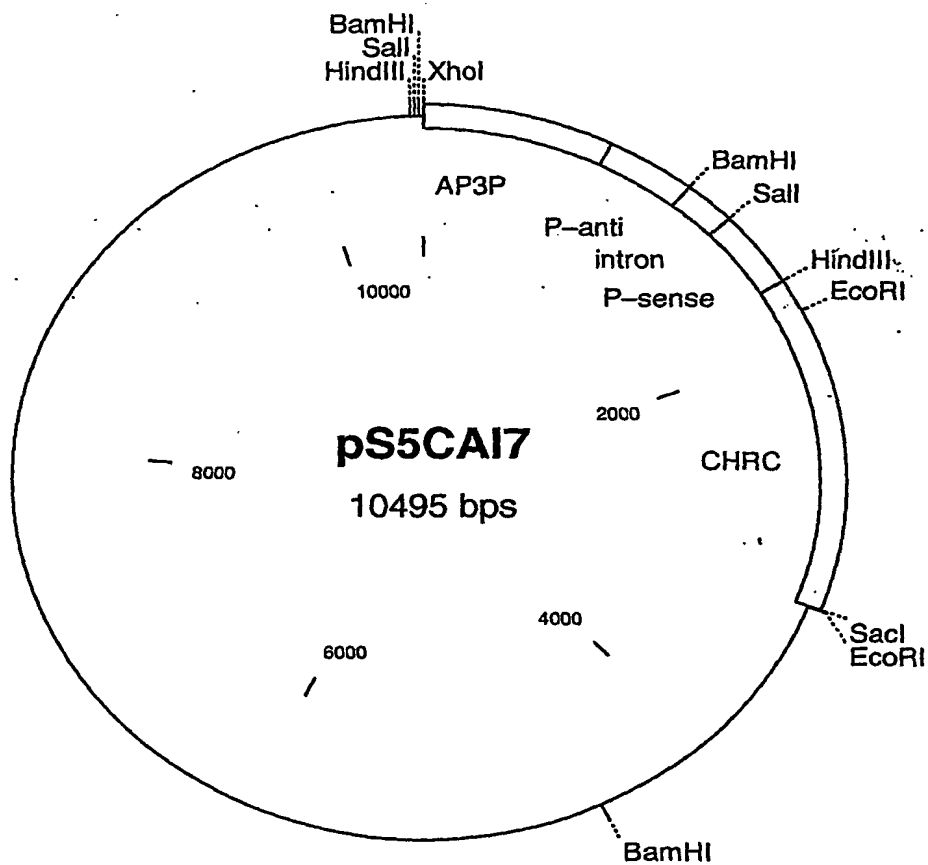 BamHI
SalI
HindIII XhoI
BamHI
AP3P
SalI
P-anti
intron
HindIII
P-sense
EcoRI
10000
2000
pS5CAI7
CHRC
8000
10495 bps
4000
SacI
6000
EcoRI
BamHI